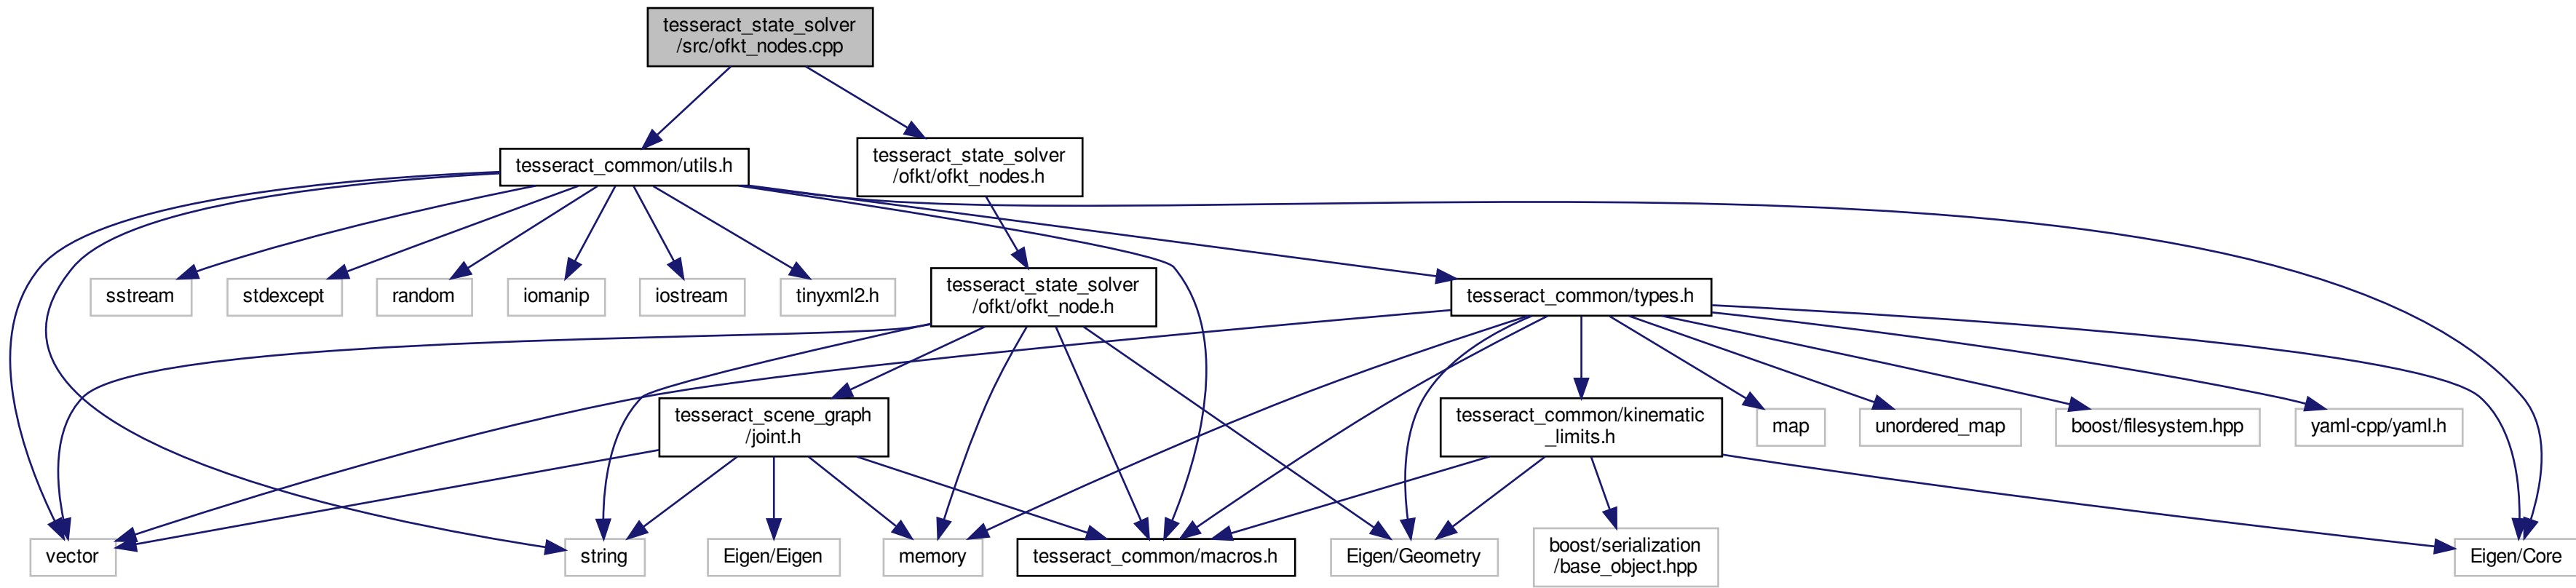 tesseract_state_solver
/src/ofkt_nodes.cpp
tesseract_common/utils.h
tesseract_state_solver
/ofkt/ofkt_nodes.h
sstream
stdexcept
random
iomanip
iostream
tinyxml2.h
tesseract_state_solver
/ofkt/ofkt_node.h
tesseract_common/types.h
tesseract_scene_graph
/joint.h
tesseract_common/kinematic
_limits.h
map
unordered_map
boost/filesystem.hpp
yaml-cpp/yaml.h
vector
string
Eigen/Eigen
memory
tesseract_common/macros.h
Eigen/Geometry
boost/serialization
/base_object.hpp
Eigen/Core